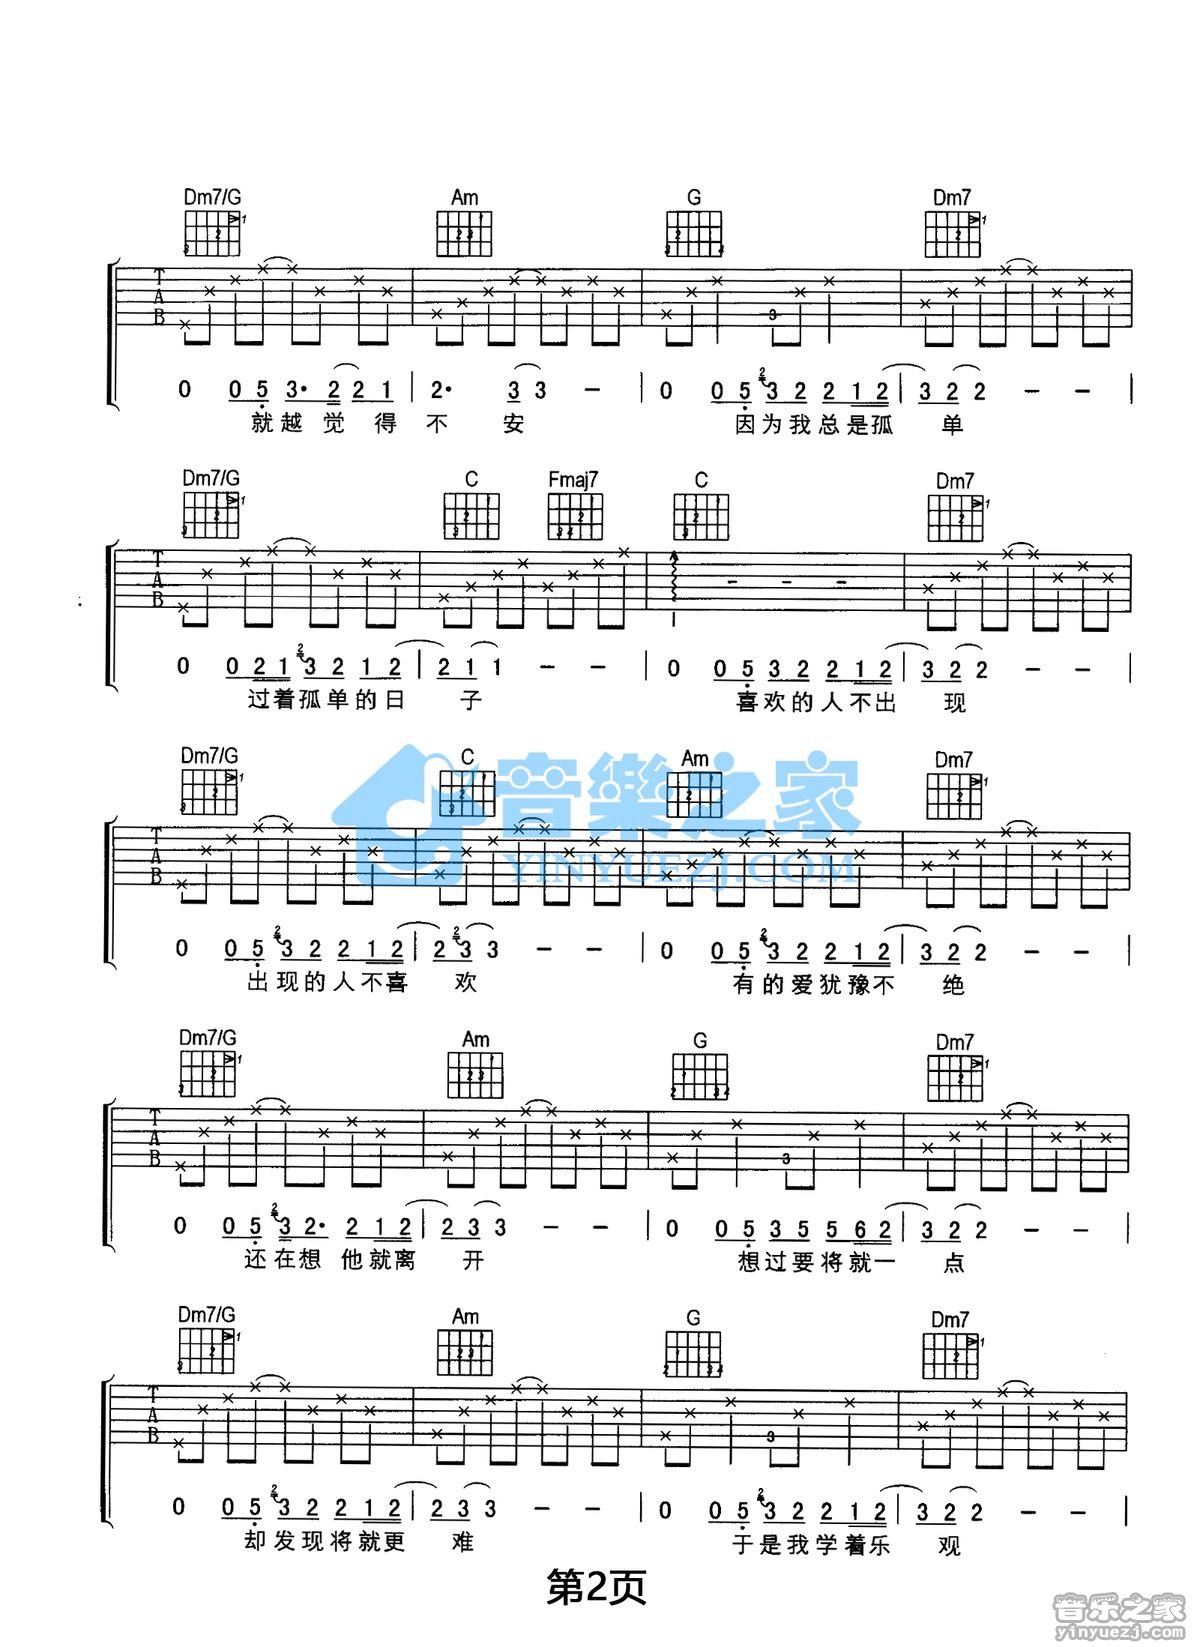 Dm7/G Am G Dm7
0 0 5 3· 2 2 1 | 2· 3 3 − | 0 0 5 3 2 2 1 2 | 3 2 2 − − |
就越觉得不安 因为我总是孤单
Dm7/G C Fmaj7 C Dm7
0 0 2 1 3 2 1 2 | 2 1 1 − − | 0 0 5 3 2 2 1 2 | 3 2 2 − − |
过着孤单的日子 喜欢的人不出现
Dm7/G C Am Dm7
音樂之家
YINYUEZJ.COM
0 0 5 3 2 2 1 2 | 2 3 3 − − | 0 0 5 3 2 2 1 2 | 3 2 2 − − |
出现的人不喜欢 有的爱犹豫不绝
Dm7/G Am G Dm7
0 0 5 3 2· 2 1 2 | 2 3 3 − − | 0 0 5 3 5 5 6 2 | 3 2 2 − − |
还在想他就离开 想过要将就一点
Dm7/G Am G Dm7
0 0 5 3 2 2 1 2 | 2 3 3 − − | 0 0 5 3 2 2 1 2 | 3 2 2 − − |
却发现将就更难 于是我学着乐观
第2页
音乐之家
yinyuezj.com